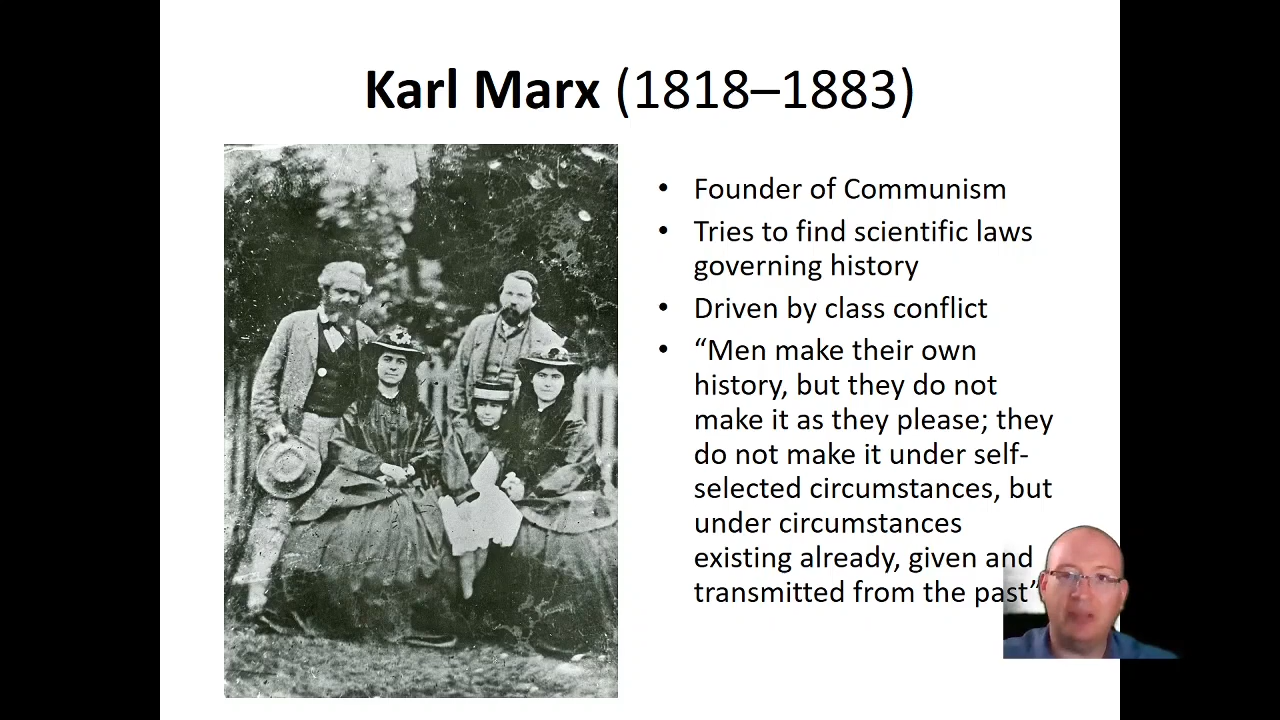 Karl Marx (1818–1883)
• Founder of Communism
• Tries to find scientific laws
governing history
• Driven by class conflict
• “Men make their own
history, but they do not
make it as they please; they
do not make it under self-
selected circumstances, but
under circumstances
existing already, given and
transmitted from the past”